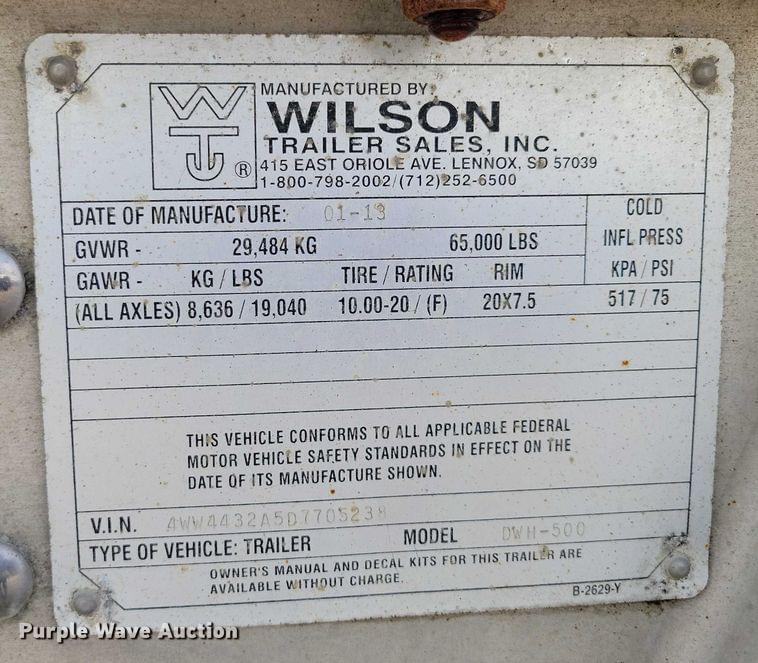 WT
®
MANUFACTURED BY:
WILSON
TRAILER SALES, INC.
415 EAST ORIOLE AVE. LENNOX, SD 57039
1-800-798-2002/(712)252-6500
DATE OF MANUFACTURE: 01-13
COLD
INFL PRESS
KPA/PSI
GVWR - 29,484 KG 65,000 LBS
GAWR - KG / LBS TIRE / RATING RIM
(ALL AXLES) 8,636 / 19,040 10.00-20 / (F) 20X7.5 517 / 75
THIS VEHICLE CONFORMS TO ALL APPLICABLE FEDERAL
MOTOR VEHICLE SAFETY STANDARDS IN EFFECT ON THE
DATE OF ITS MANUFACTURE SHOWN.
V.I.N. 4WW4432A5D7705238
TYPE OF VEHICLE: TRAILER MODEL DWH-500
OWNER'S MANUAL AND DECAL KITS FOR THIS TRAILER ARE
AVAILABLE WITHOUT CHARGE.
B-2629-Y
Purple Wave Auction